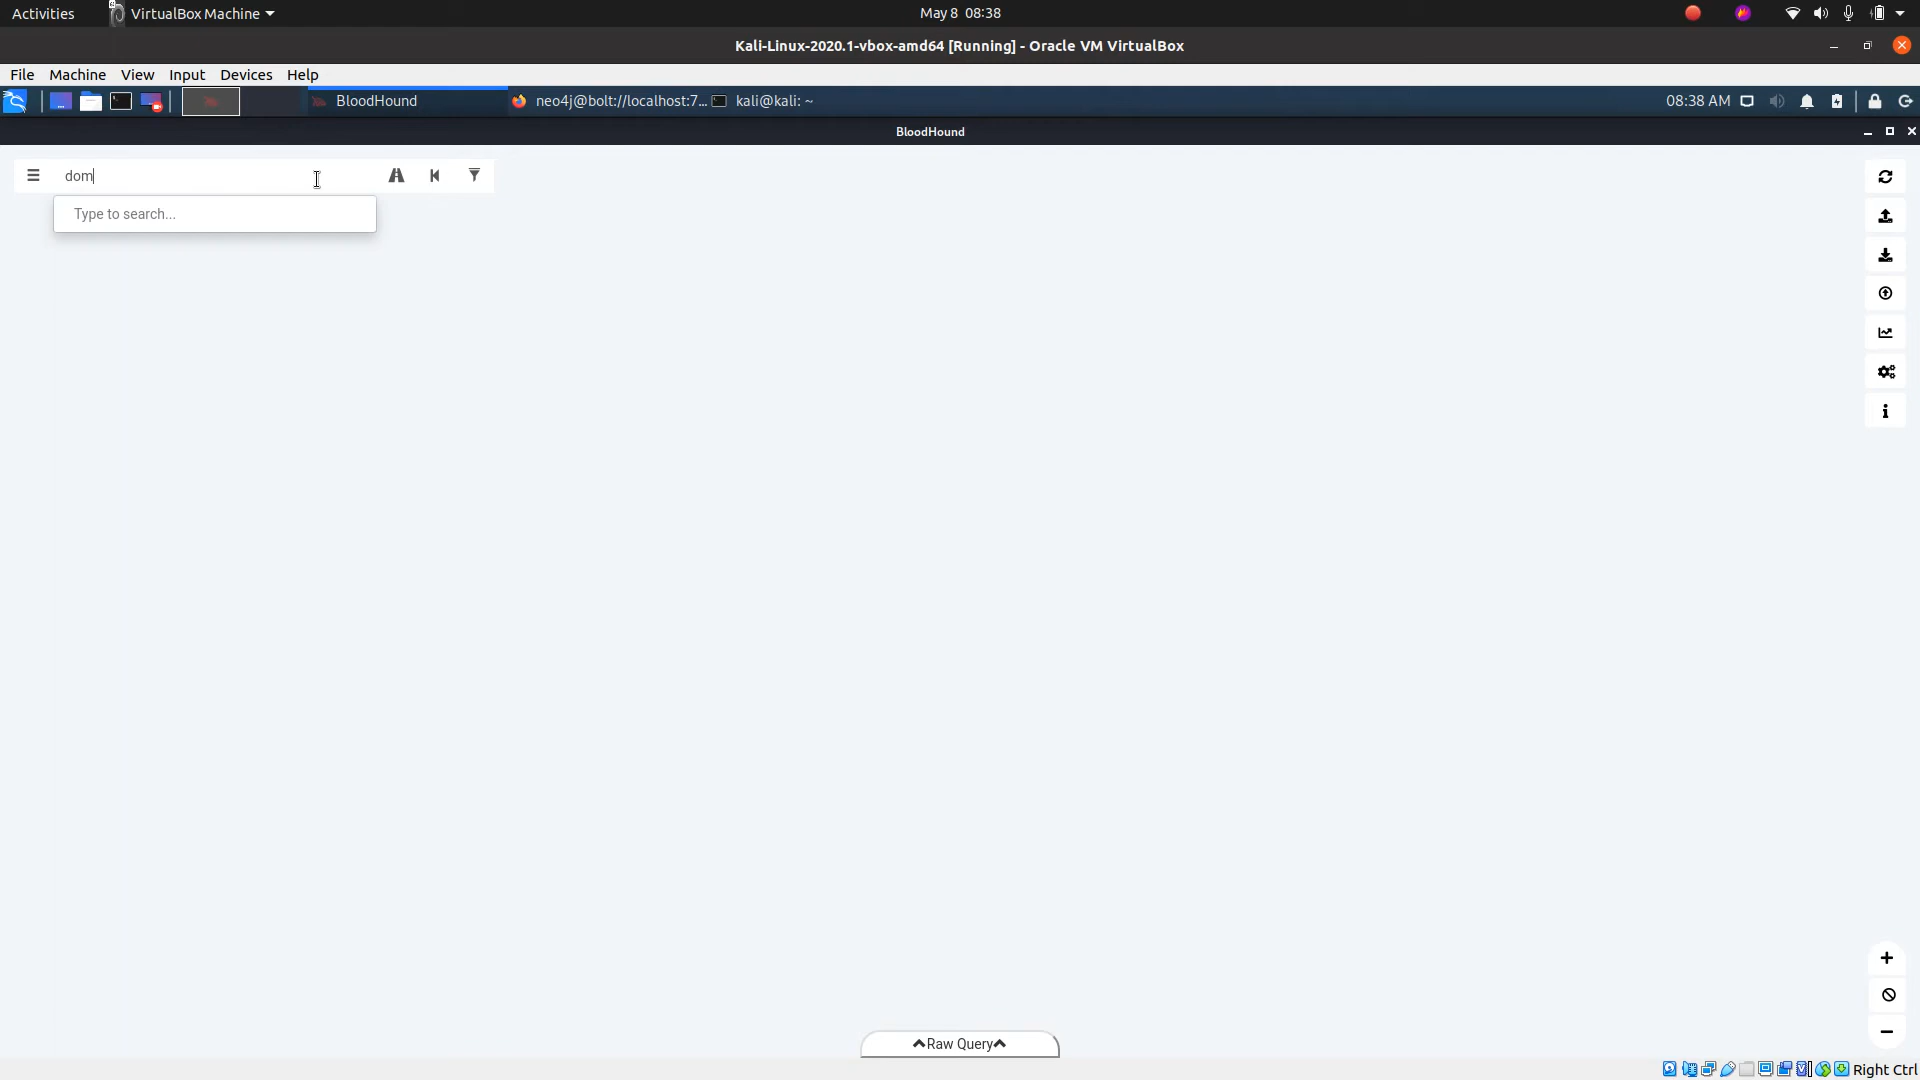 Activities
VirtualBox Machine
May 8 08:38
Kali-Linux-2020.1-vbox-amd64 [Running] - Oracle VM VirtualBox
File Machine View Input Devices Help
BloodHound
neo4j@bolt://localhost:7...
kali@kali: ~
08:38 AM
BloodHound
dom
Type to search...
Raw Query
Right Ctrl